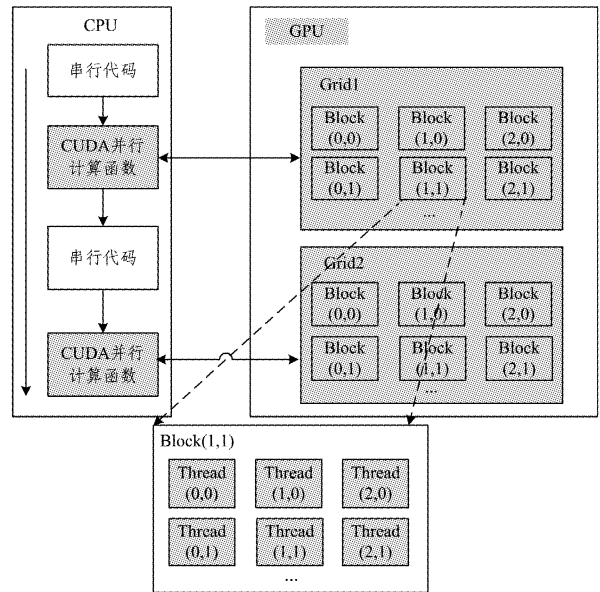 CPU
串行代码
CUDA并行
计算函数
串行代码
CUDA并行
计算函数
GPU
Grid1
Block
(0,0)
Block
(1,0)
Block
(2,0)
Block
(0,1)
Block
(1,1)
Block
(2,1)
...
Grid2
Block
(0,0)
Block
(1,0)
Block
(2,0)
Block
(0,1)
Block
(1,1)
Block
(2,1)
...
Block(1,1)
Thread
(0,0)
Thread
(1,0)
Thread
(2,0)
Thread
(0,1)
Thread
(1,1)
Thread
(2,1)
...